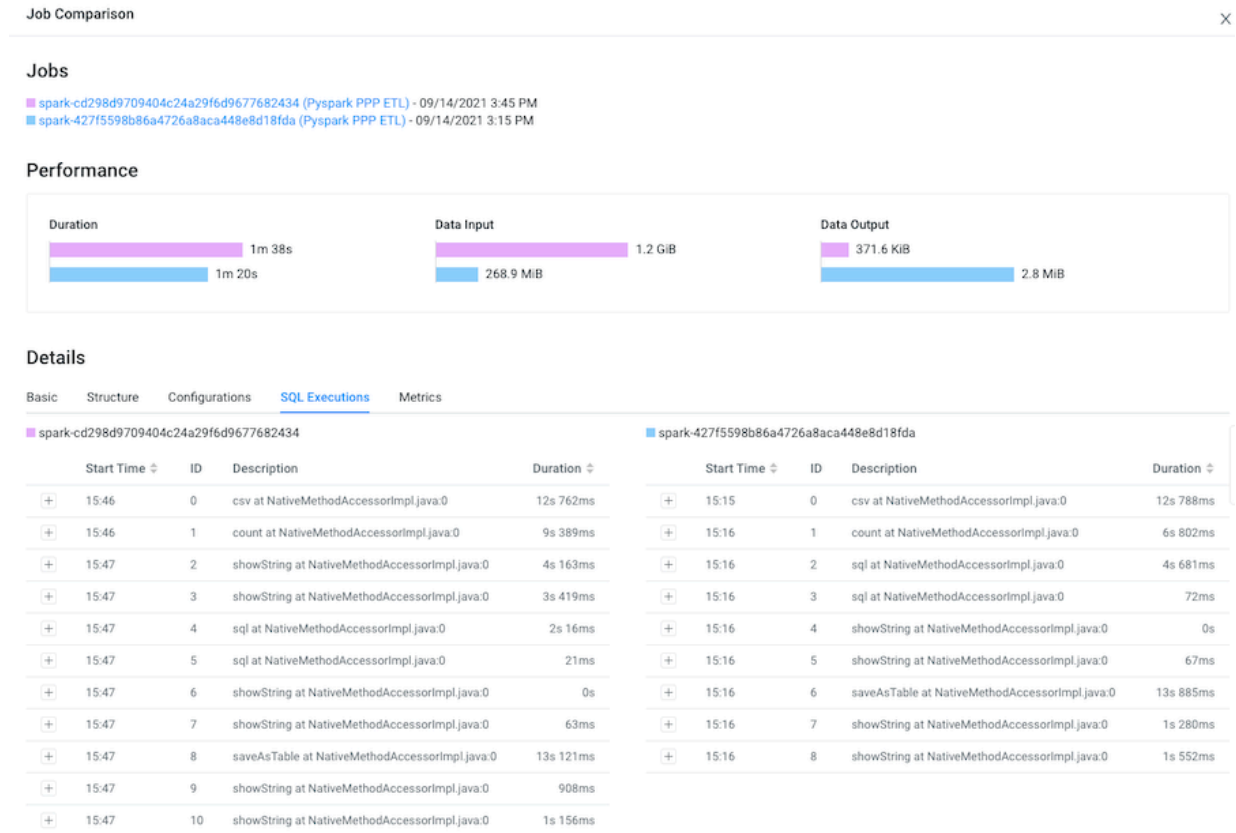 Job Comparison
X
Jobs
spark-cd298d9709404c24a29f6d9677682434 (Pyspark PPP ETL) - 09/14/2021 3:45 PM
spark-427f5598b86a4726a8aca448e8d18fda (Pyspark PPP ETL) - 09/14/2021 3:15 PM
Performance
Duration Data Input Data Output
1m 38s 1.2 GiB 371.6 KiB
1m 20s 268.9 MiB 2.8 MiB
Details
Basic Structure Configurations SQL Executions Metrics
spark-cd298d9709404c24a29f6d9677682434 spark-427f5598b86a4726a8aca448e8d18fda
Start Time ID Description Duration Start Time ID Description Duration
15:46 0 csv at NativeMethodAccessorImpl.java:0 12s 762ms 15:15 0 csv at NativeMethodAccessorImpl.java:0 12s 788ms
15:46 1 count at NativeMethodAccessorImpl.java:0 9s 389ms 15:16 1 count at NativeMethodAccessorImpl.java:0 6s 802ms
15:47 2 showString at NativeMethodAccessorImpl.java:0 4s 163ms 15:16 2 sql at NativeMethodAccessorImpl.java:0 4s 681ms
15:47 3 showString at NativeMethodAccessorImpl.java:0 3s 419ms 15:16 3 sql at NativeMethodAccessorImpl.java:0 72ms
15:47 4 sql at NativeMethodAccessorImpl.java:0 2s 16ms 15:16 4 showString at NativeMethodAccessorImpl.java:0 0s
15:47 5 sql at NativeMethodAccessorImpl.java:0 21ms 15:16 5 showString at NativeMethodAccessorImpl.java:0 67ms
15:47 6 showString at NativeMethodAccessorImpl.java:0 0s 15:16 6 saveAsTable at NativeMethodAccessorImpl.java:0 13s 885ms
15:47 7 showString at NativeMethodAccessorImpl.java:0 63ms 15:16 7 showString at NativeMethodAccessorImpl.java:0 1s 280ms
15:47 8 saveAsTable at NativeMethodAccessorImpl.java:0 13s 121ms 15:16 8 showString at NativeMethodAccessorImpl.java:0 1s 552ms
15:47 9 showString at NativeMethodAccessorImpl.java:0 908ms
15:47 10 showString at NativeMethodAccessorImpl.java:0 1s 156ms